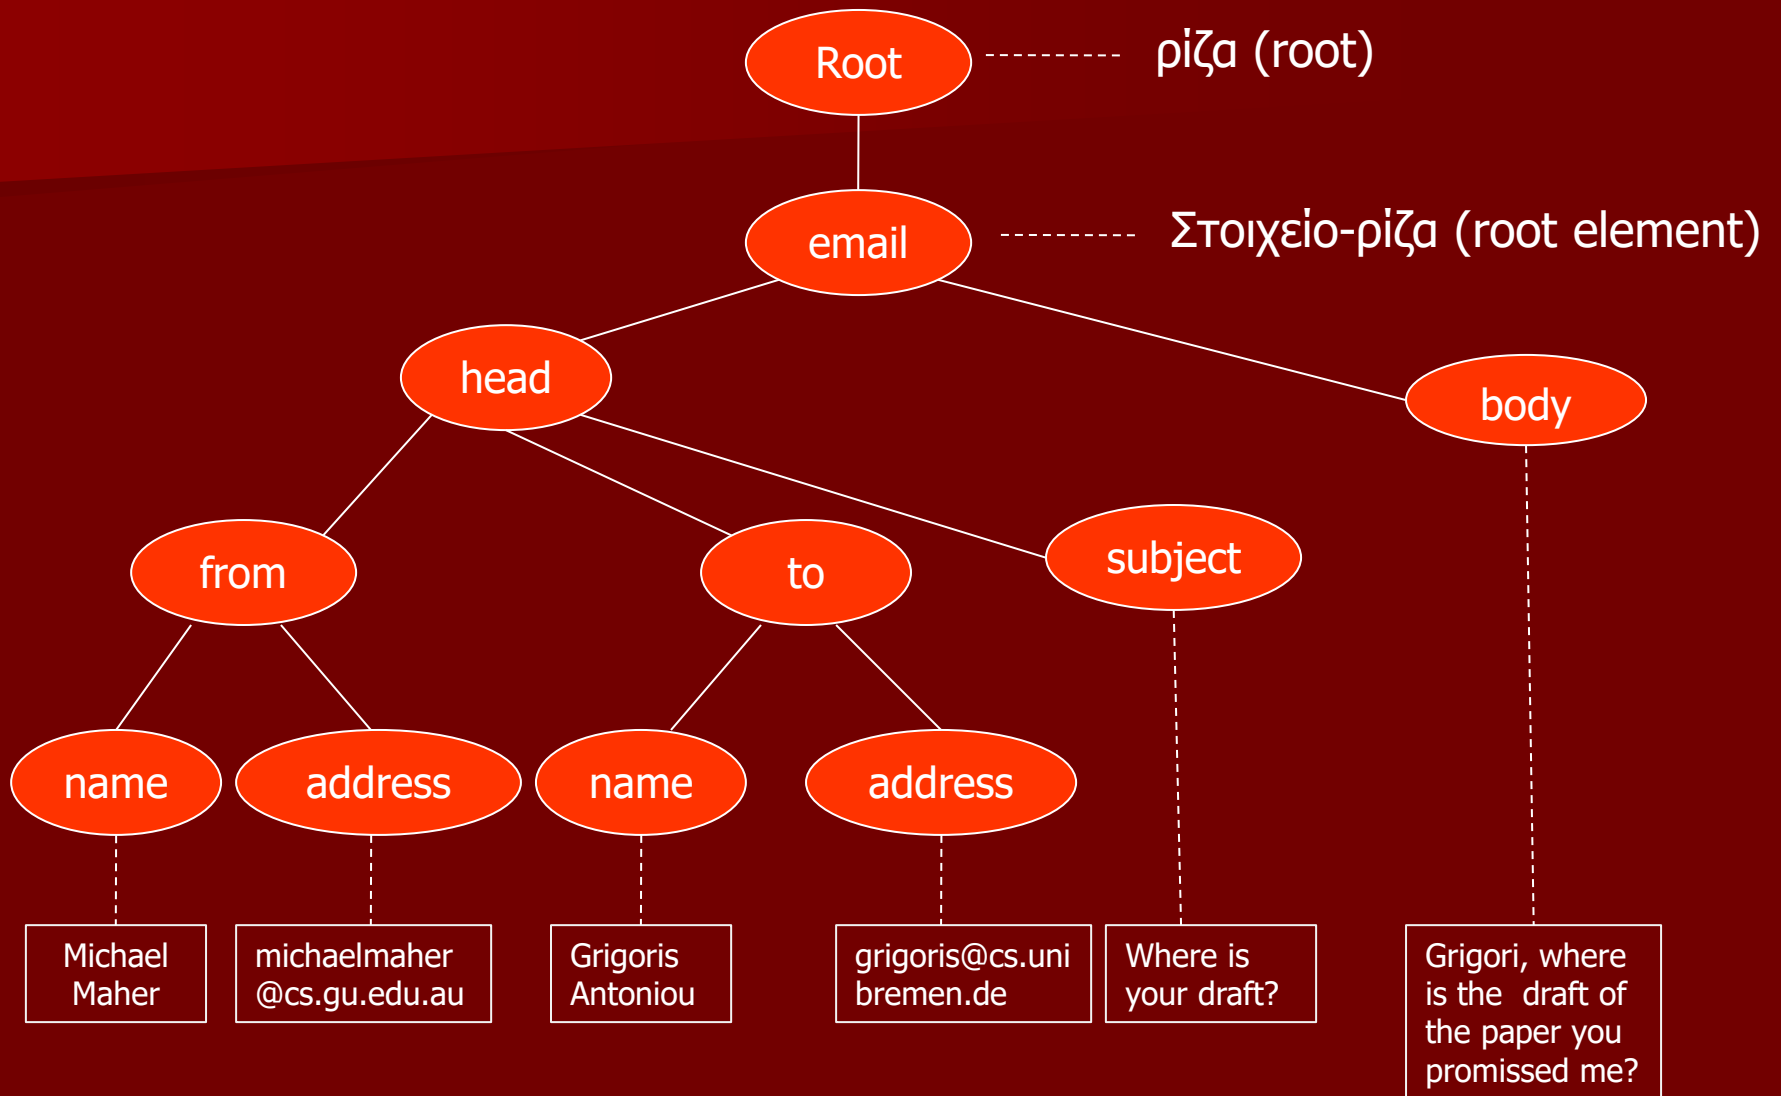 Root
ρίζα (root)
email
Στοιχείο-ρίζα (root element)
head
body
from
to
subject
name
address
name
address
Michael
Maher
michaelmaher
@cs.gu.edu.au
Grigoris
Antoniou
grigoris@cs.uni
bremen.de
Where is
your draft?
Grigori, where
is the draft of
the paper you
promissed me?